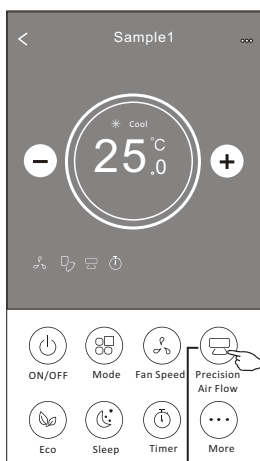 Sample1
Cool
25.0 °C
ON/OFF Mode Fan Speed Precision Air Flow
Eco Sleep Timer More